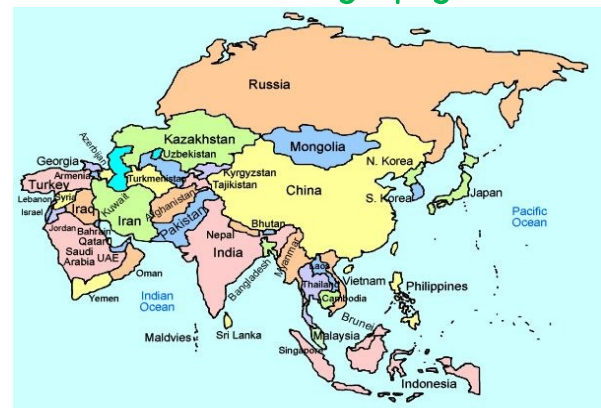 Russia
Kazakhstan
Mongolia
Azerbijan
Uzbekistan
Georgia
Armenia
Turkmenistan
Kyrgyzstan
Tajikistan
N. Korea
Turkey
China
Japan
S. Korea
Lebanon
Syria
Israel
Iraq
Kuwait
Iran
Afghanistan
Pakistan
Pacific
Ocean
Jordan
Bahrain
Qatar
Nepal
Bhutan
Saudi
Arabia
UAE
India
Bangladesh
Myanmar
Laos
Oman
Thailand
Vietnam
Philippines
Yemen
Indian
Ocean
Cambodia
Brunei
Maldvies
Sri Lanka
Malaysia
Singapore
Indonesia